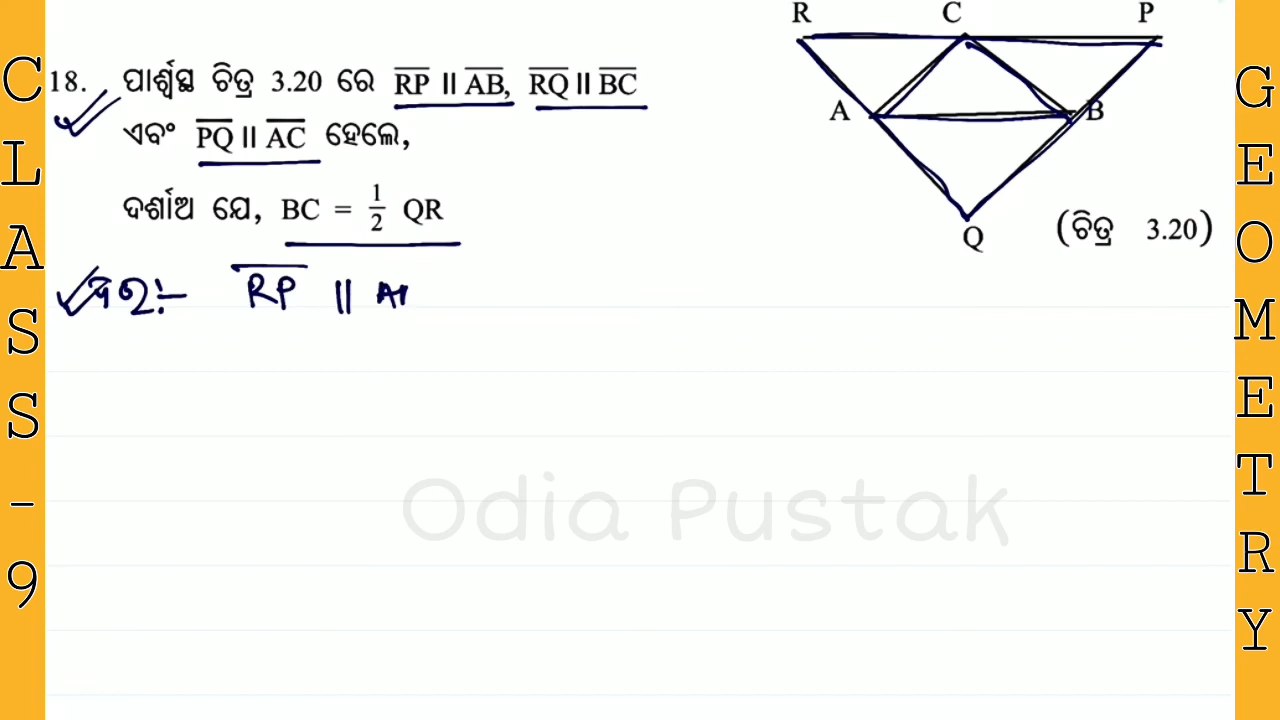 CLASS-9
R C P
18. ପାର୍ଶ୍ୱସ୍ଥ ଚିତ୍ର 3.20 ରେ RP || AB, RQ || BC
A B
ଏବଂ PQ || AC ହେଲେ,
ଦର୍ଶାଅ ଯେ, BC = 1/2 QR
Q (ଚିତ୍ର 3.20)
ଦତ୍ତ:- RP ||
Odia Pustak
GEOMETRY